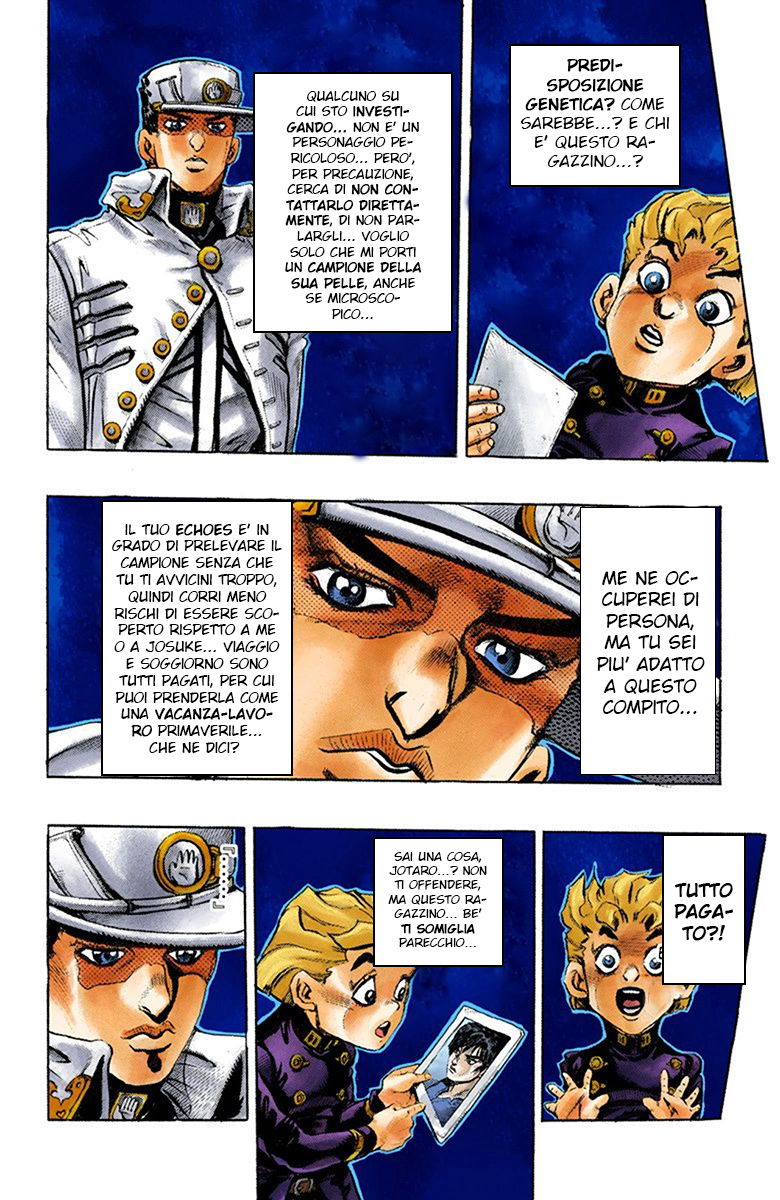 PREDI-
SPOSIZIONE
GENETICA? COME
SAREBBE...? E CHI
E' QUESTO RA-
GAZZINO...?
QUALCUNO SU
CUI STO INVESTI-
GANDO... NON E' UN
PERSONAGGIO PE-
RICOLOSO... PERO',
PER PRECAUZIONE,
CERCA DI NON CON-
TATTARLO DIRETTA-
MENTE, DI NON PAR-
LARGLI... VOGLIO
SOLO CHE MI PORTI
UN CAMPIONE DELLA
SUA PELLE, ANCHE
SE MICROSCO-
PICO...
ME NE OC-
CUPEREI DI
PERSONA,
MA TU SEI
PIU' ADATTO
A QUESTO
COMPITO...
IL TUO ECHOES E' IN
GRADO DI PRELEVARE IL
CAMPIONE SENZA CHE
TU TI AVVICINI TROPPO,
QUINDI CORRI MENO
RISCHI DI ESSERE SCO-
PERTO RISPETTO A ME
O A JOSUKE... VIAGGIO
E SOGGIORNO SONO
TUTTI PAGATI, PER CUI
PUOI PRENDERLA COME
UNA VACANZA-LAVO-
RO PRIMAVERILE...
CHE NE DICI?
TUTTO
PAGA-
TO?!
SAI UNA COSA,
JOTARO...? NON
TI OFFENDERE,
MA QUESTO RA-
GAZZINO... BE'
TI SOMIGLIA
PARECCHIO...
「……」